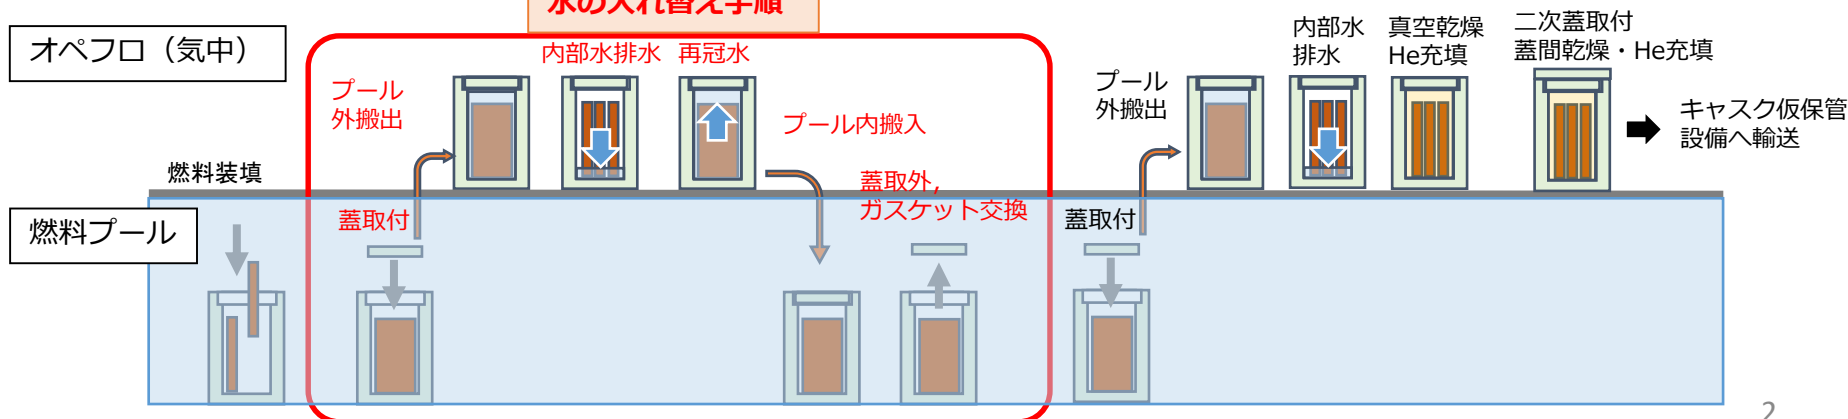 水の入れ替え手順
オペフロ（気中）
プール
外搬出
内部水排水
再冠水
プール内搬入
プール
外搬出
内部水
排水
真空乾燥
He充填
二次蓋取付
蓋間乾燥・He充填
キャスク仮保管
設備へ輸送
燃料装填
燃料プール
蓋取付
蓋取外,
ガスケット交換
蓋取付
2